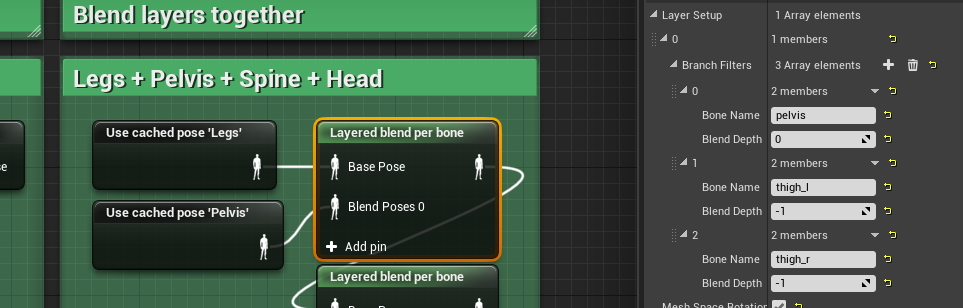 Blend layers together
Legs + Pelvis + Spine + Head
Use cached pose 'Legs'
Use cached pose 'Pelvis'
Layered blend per bone
Base Pose
Blend Poses 0
Add pin
Layered blend per bone
Layer Setup 1 Array elements
0 1 members
Branch Filters 3 Array elements
0 2 members
Bone Name pelvis
Blend Depth 0
1 2 members
Bone Name thigh_l
Blend Depth -1
2 2 members
Bone Name thigh_r
Blend Depth -1
Mesh Space Rotation